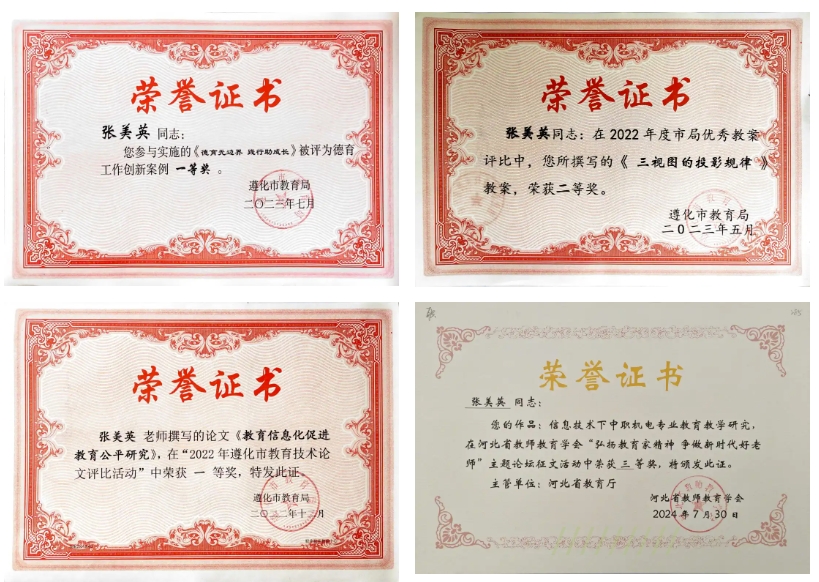 荣誉证书
张美英 同志：
您参与实施的《德育无边界 践行助成长》被评为德育
工作创新案例 一等奖 。
遵化市教育局
二〇二三年七月
荣誉证书
张美英同志：在 2022 年度市局优秀教案
评比中，您所撰写的《 三视图的投影规律 》
教案，荣获二等奖。
遵化市教育局
二0二三年五月
荣誉证书
张美英 老师撰写的论文《教育信息化促进
教育公平研究》，在“2022 年遵化市教育技术论
文评比活动”中荣获 一 等奖，特发此证。
遵化市教育局
二〇二二年十二月
荣誉证书
张美英 同志：
您的作品：信息技术下中职机电专业教育教学研究，
在河北省教师教育学会“弘扬教育家精神 争做新时代好老
师”主题论坛征文活动中荣获三等奖，特颁发此证。
主管单位：河北省教育厅
河北省教师教育学会
2024 年 7 月 30 日